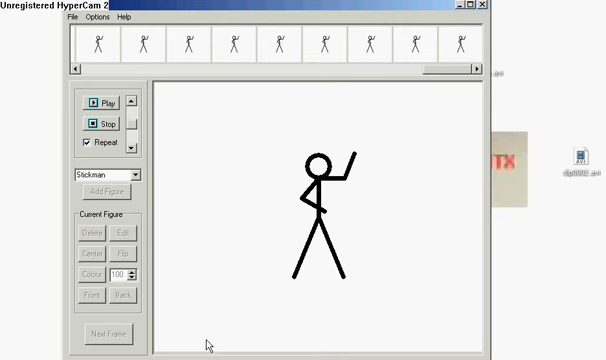 Unregistered HyperCam 2
File Options Help
.avi
Play
Stop
Repeat
TX
AVI
clip0002.avi
Stickman
Add Figure
Current Figure
Delete Edit
Center Flip
Colour 100
Front Back
Next Frame